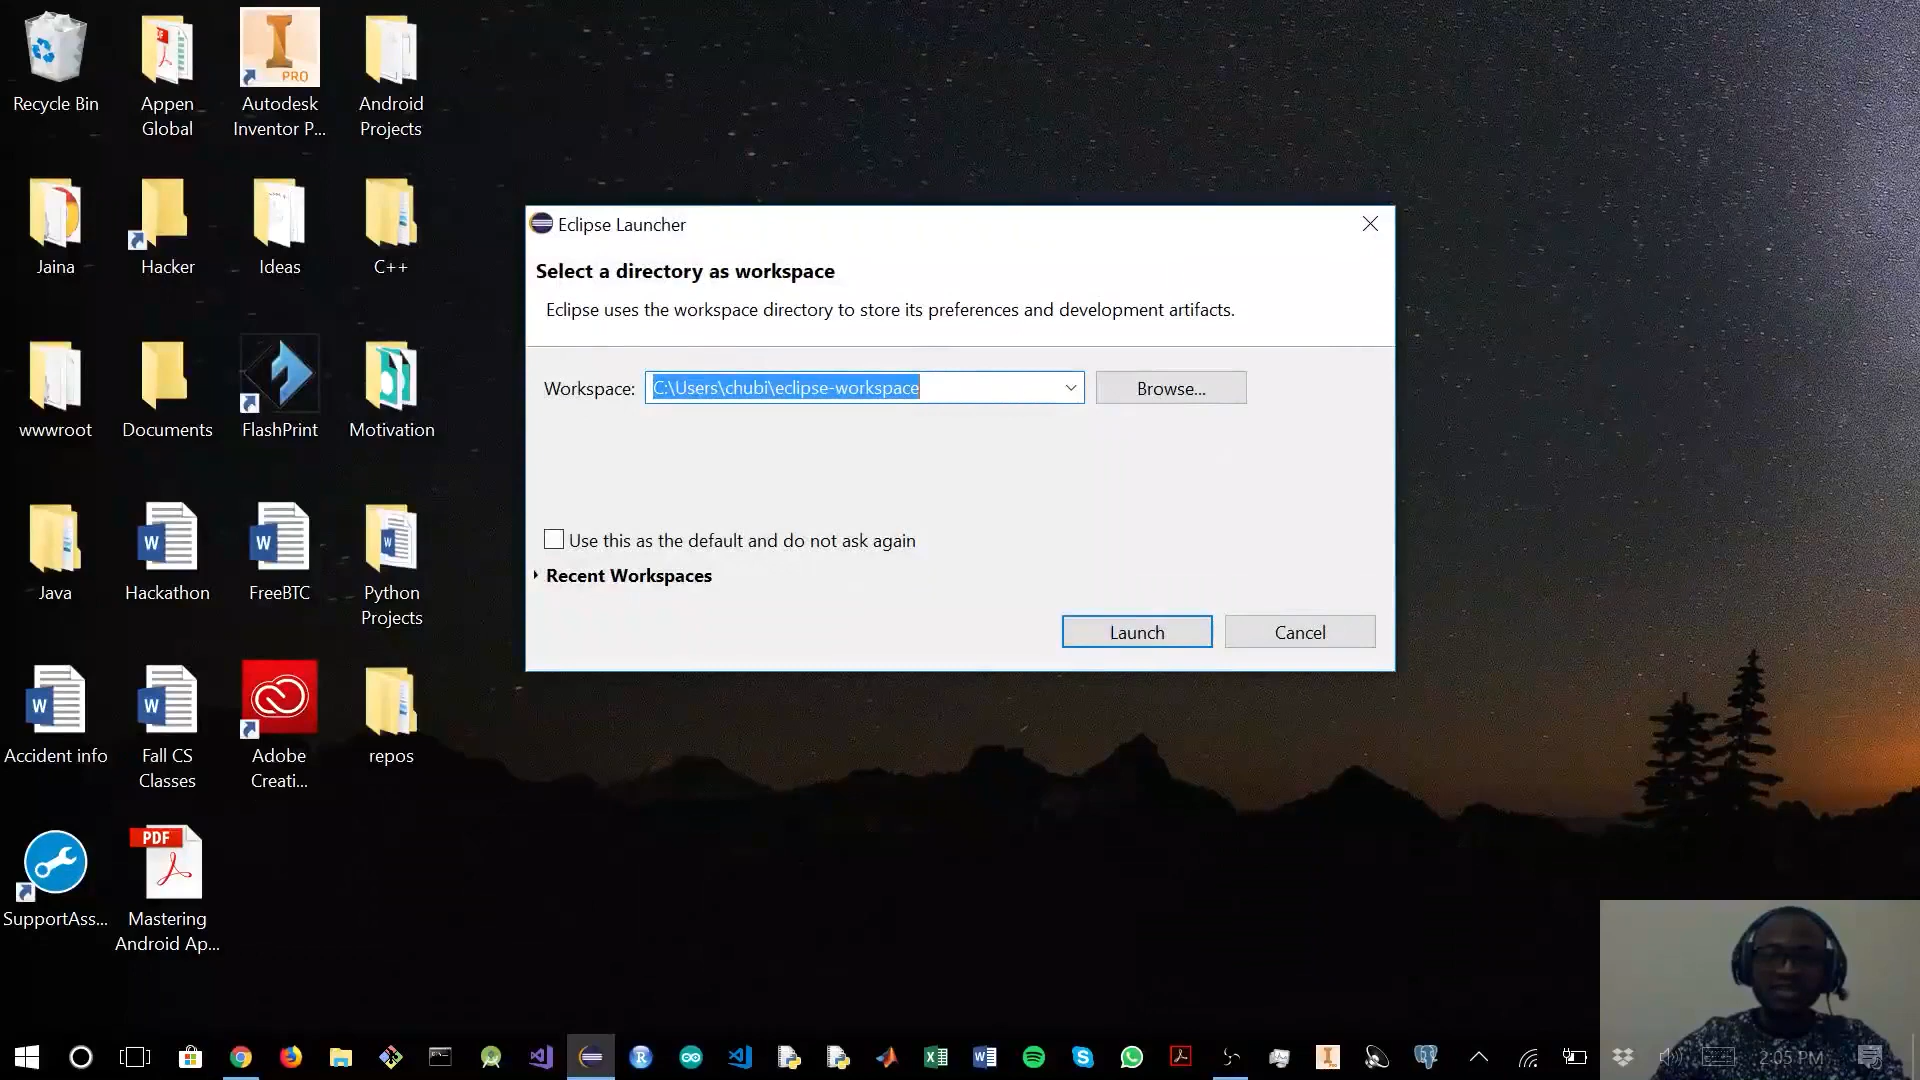 Recycle Bin
Appen
Global
PRO
Autodesk
Inventor P...
Android
Projects
Jaina
Hacker
Ideas
C++
wwwroot
Documents
FlashPrint
Motivation
Java
Hackathon
FreeBTC
Python
Projects
Accident info
Fall CS
Classes
Adobe
Creati...
repos
SupportAss...
PDF
Mastering
Android Ap...
Eclipse Launcher
Select a directory as workspace
Eclipse uses the workspace directory to store its preferences and development artifacts.
Workspace:
C:\Users\chubi\eclipse-workspace
Browse...
Use this as the default and do not ask again
Recent Workspaces
Launch
Cancel
2:05 PM